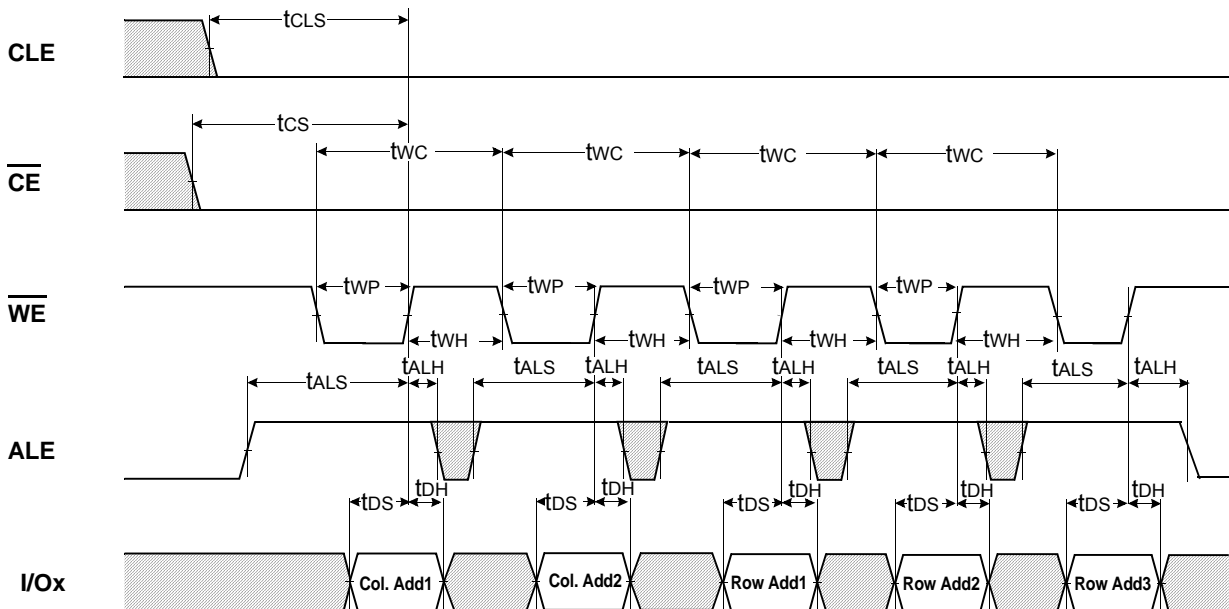 tCLS
CLE
tCS
tWC tWC tWC tWC
CE
tWP tWP tWP tWP
WE
tWH tWH tWH tWH
tALS tALH tALS tALH tALS tALH tALS tALH tALS tALH
ALE
tDS tDH tDS tDH tDS tDH tDS tDH tDS tDH
I/Ox Col. Add1 Col. Add2 Row Add1 Row Add2 Row Add3